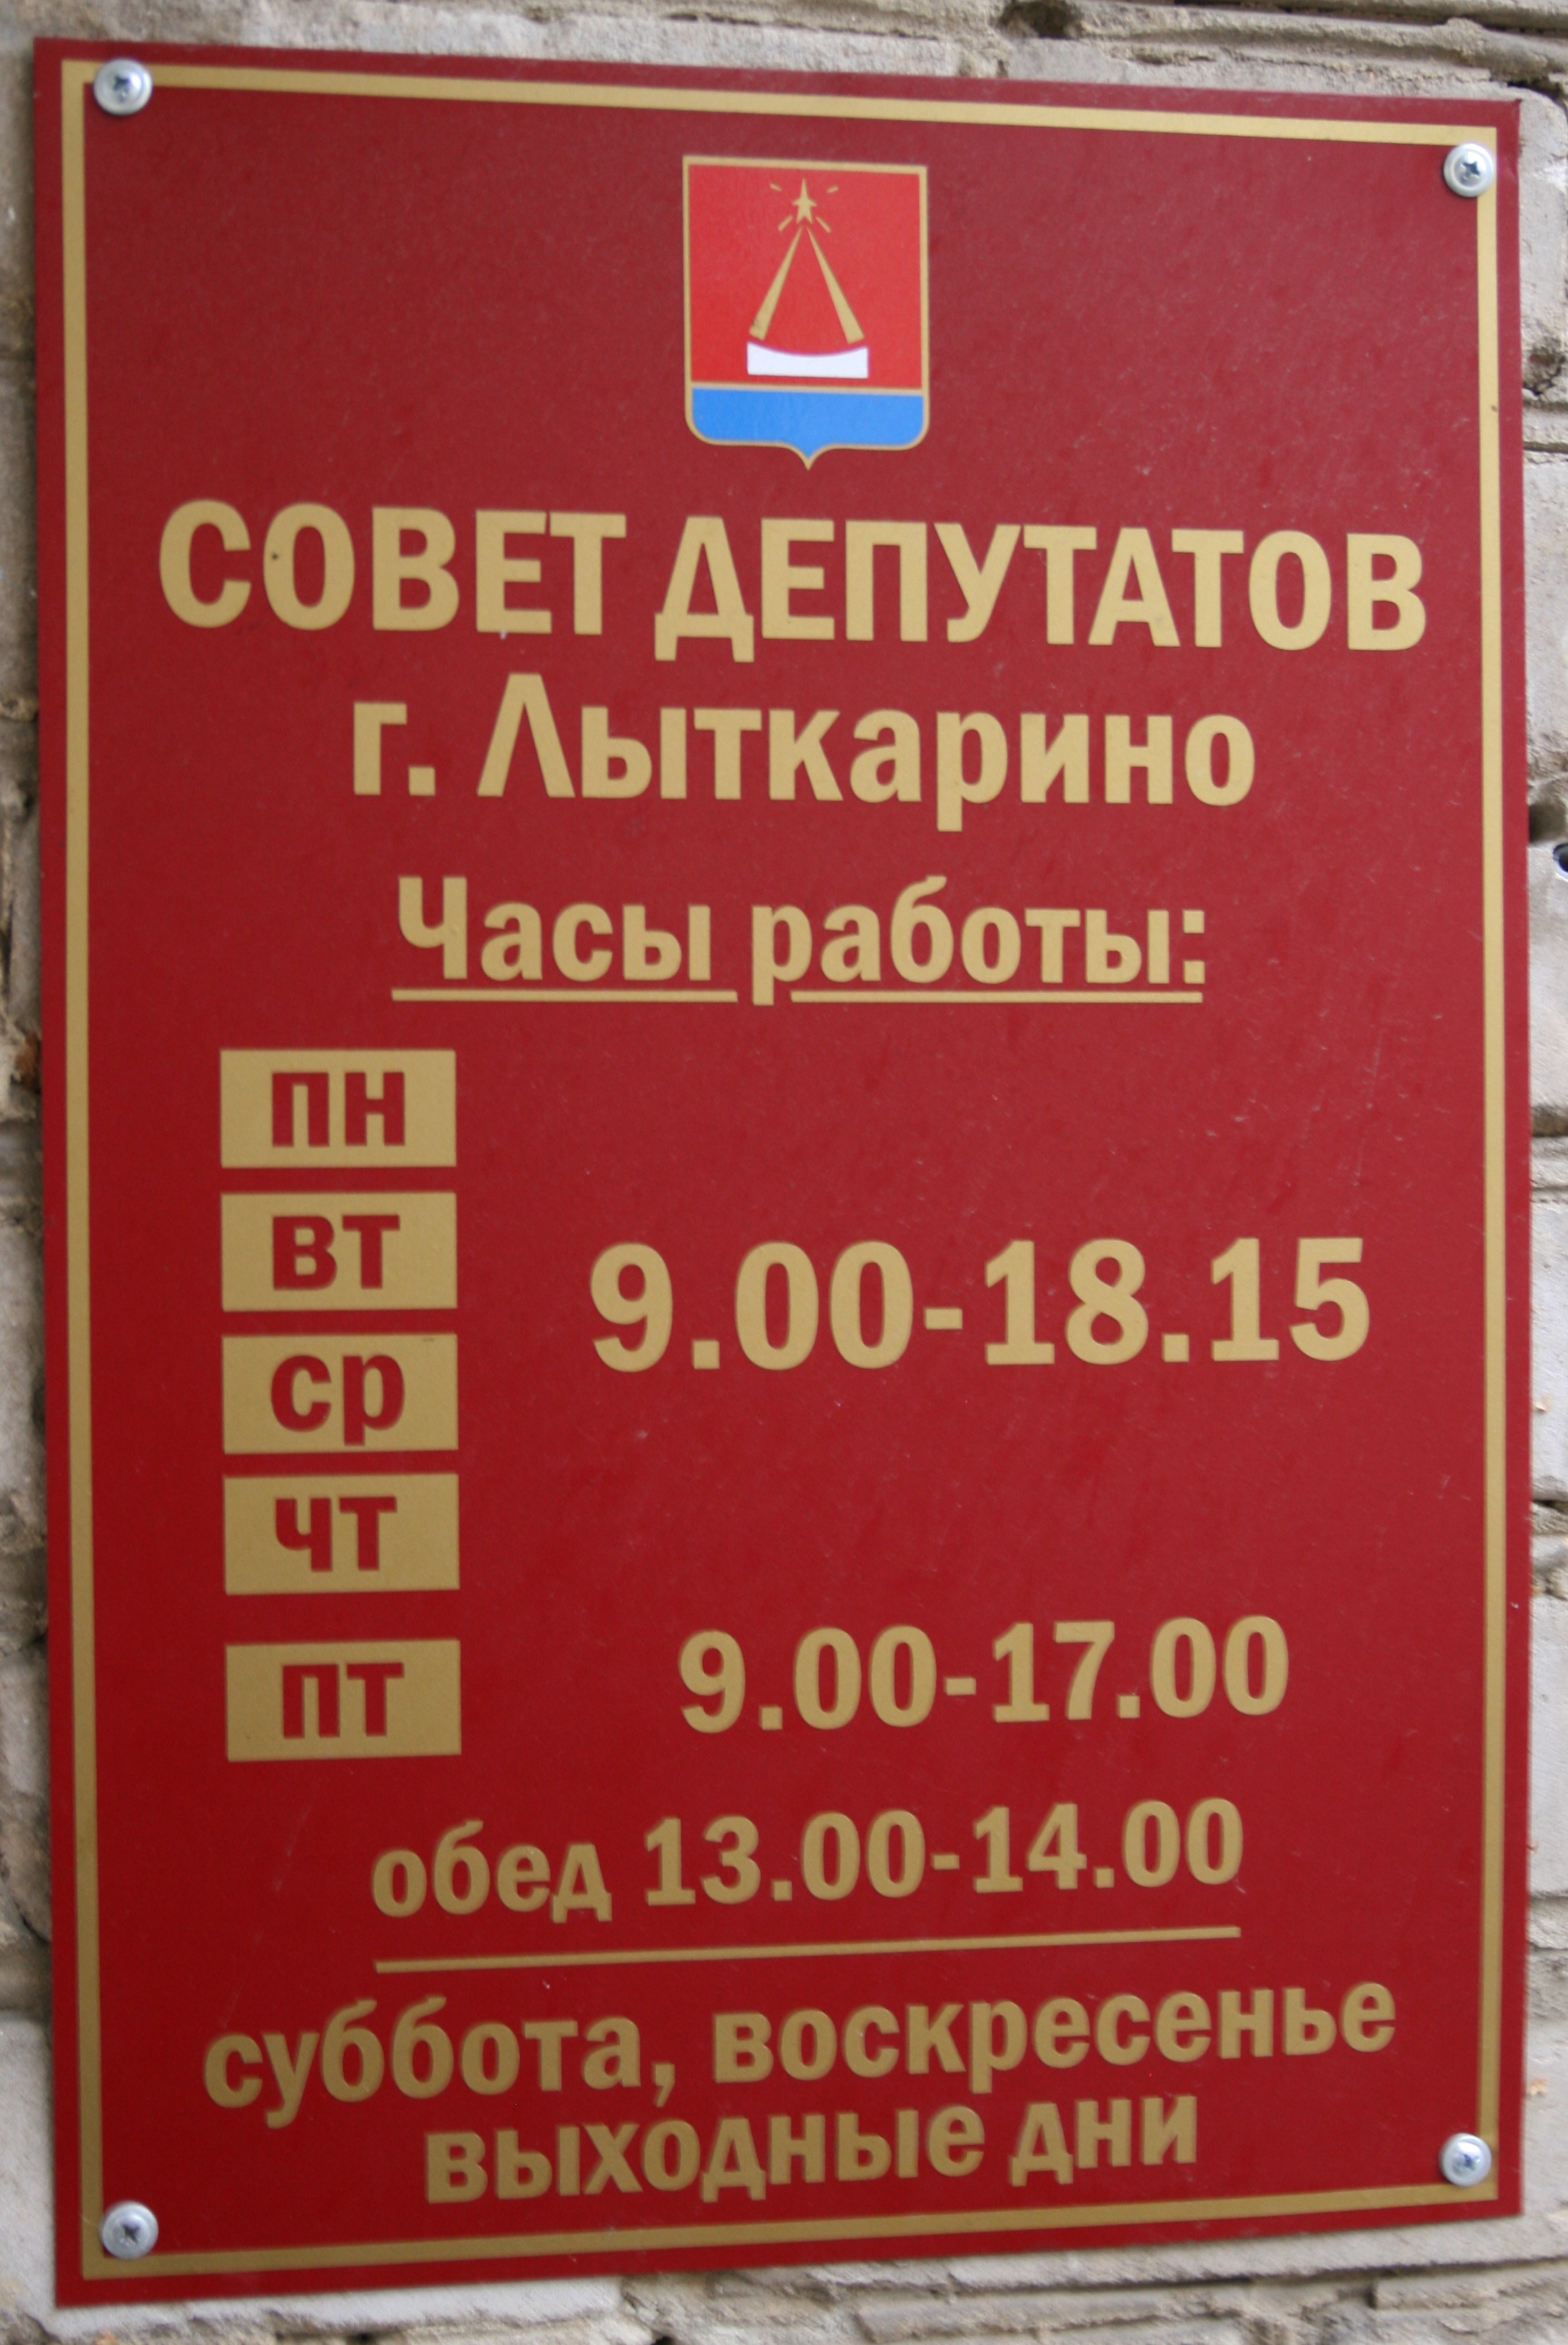 СОВЕТ ДЕПУТАТОВ
г. Лыткарино
Часы работы:
пн
вт
9.00-18.15
ср
чт
пт 9.00-17.00
обед 13.00-14.00
суббота, воскресенье
выходные дни